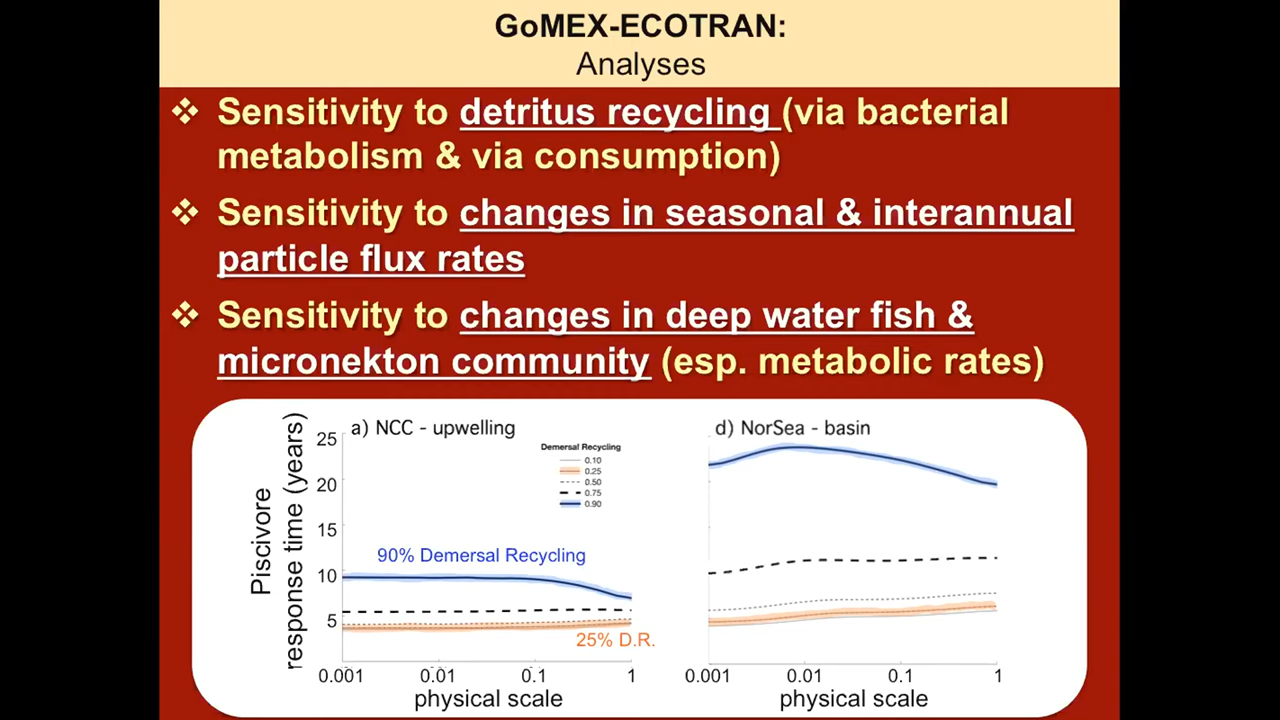 GoMEX-ECOTRAN:
Analyses
❖ Sensitivity to detritus recycling (via bacterial
metabolism & via consumption)
❖ Sensitivity to changes in seasonal & interannual
particle flux rates
❖ Sensitivity to changes in deep water fish &
micronekton community (esp. metabolic rates)
Piscivore
response time (years)
a) NCC - upwelling
25
20
15
10
5
Demersal Recycling
0.10
0.25
0.50
0.75
0.90
90% Demersal Recycling
25% D.R.
0.001 0.01 0.1 1
physical scale
d) NorSea - basin
0.001 0.01 0.1 1
physical scale